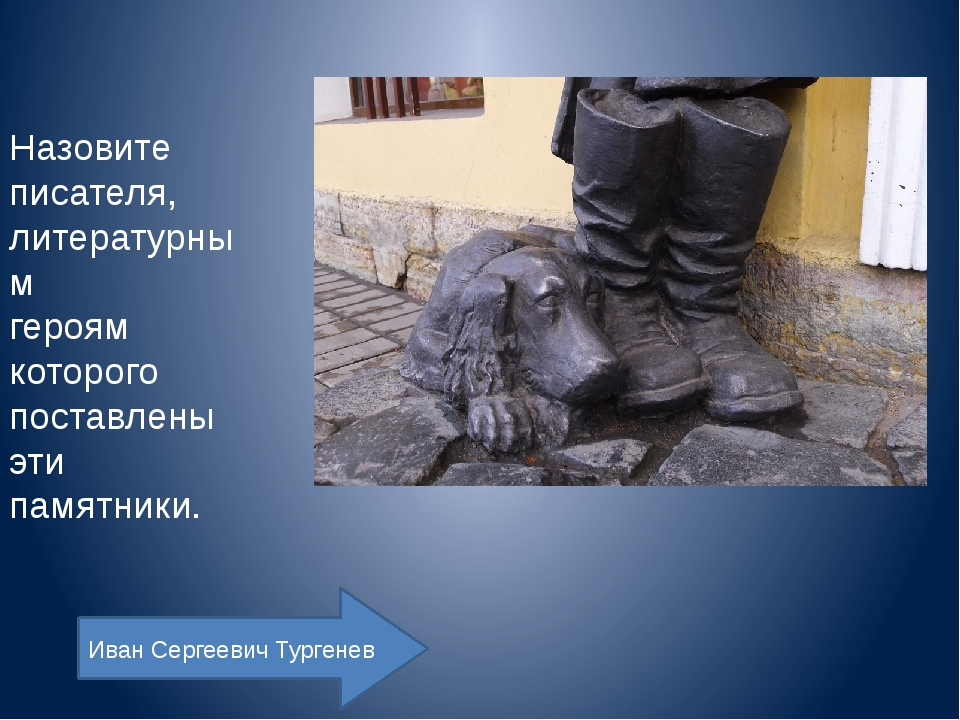 Назовите
писателя,
литературны
м
героям
которого
поставлены
эти
памятники.
Иван Сергеевич Тургенев